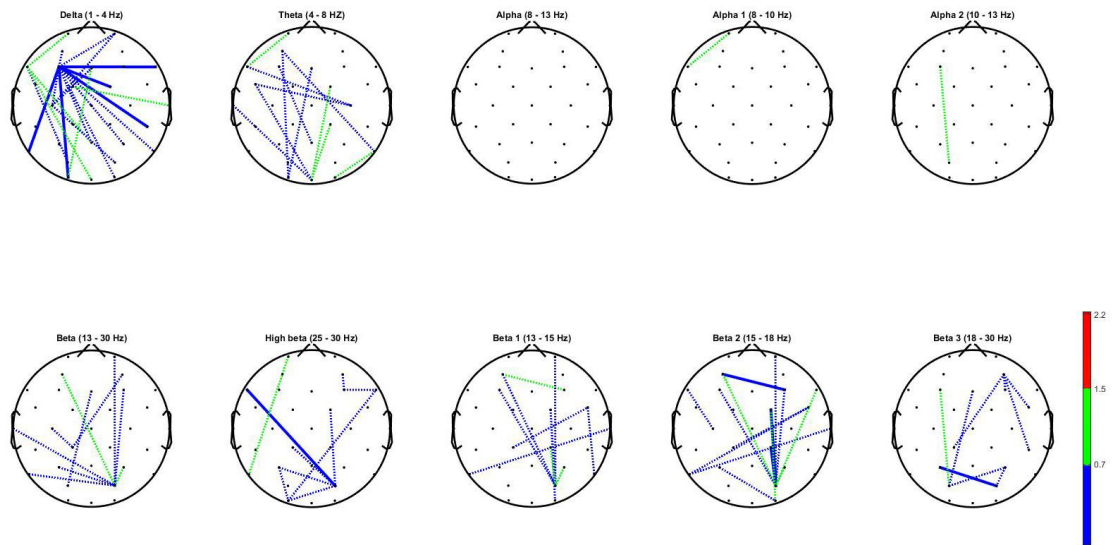 Delta (1 - 4 Hz)
Theta (4 - 8 HZ)
Alpha (8 - 13 Hz)
Alpha 1 (8 - 10 Hz)
Alpha 2 (10 - 13 Hz)
Beta (13 - 30 Hz)
High beta (25 - 30 Hz)
Beta 1 (13 - 15 Hz)
Beta 2 (15 - 18 Hz)
Beta 3 (18 - 30 Hz)
2.2
1.5
0.7